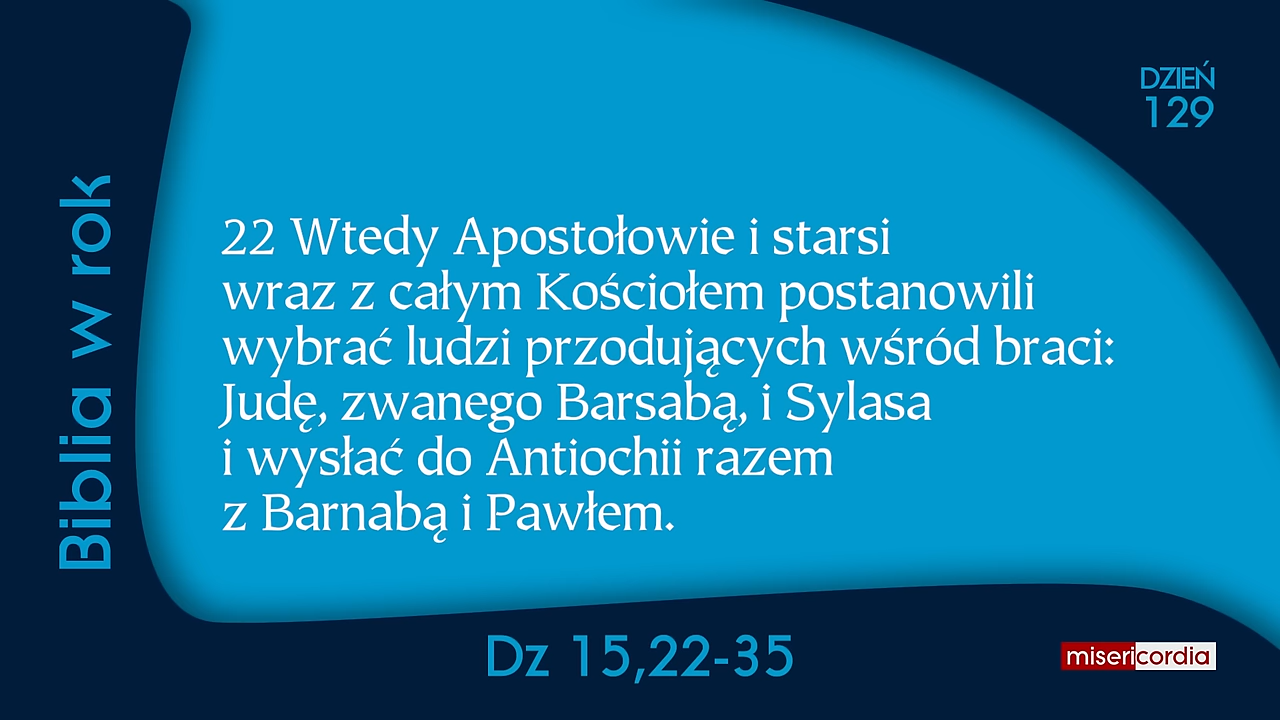 Biblia w rok
DZIEŃ
129
22 Wtedy Apostołowie i starsi
wraz z całym Kościołem postanowili
wybrać ludzi przodujących wśród braci:
Judę, zwanego Barsabą, i Sylasa
i wysłać do Antiochii razem
z Barnabą i Pawłem.
Dz 15,22-35
misericordia